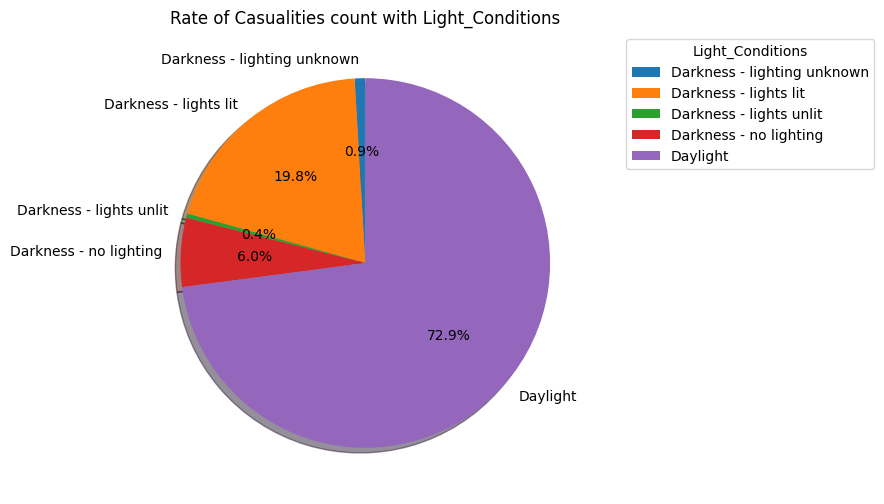 Rate of Casualities count with Light_Conditions
Darkness - lighting unknown
Darkness - lights lit
Darkness - lights unlit
Darkness - no lighting
Daylight
0.9%
19.8%
0.4%
6.0%
72.9%
Light_Conditions
Darkness - lighting unknown
Darkness - lights lit
Darkness - lights unlit
Darkness - no lighting
Daylight